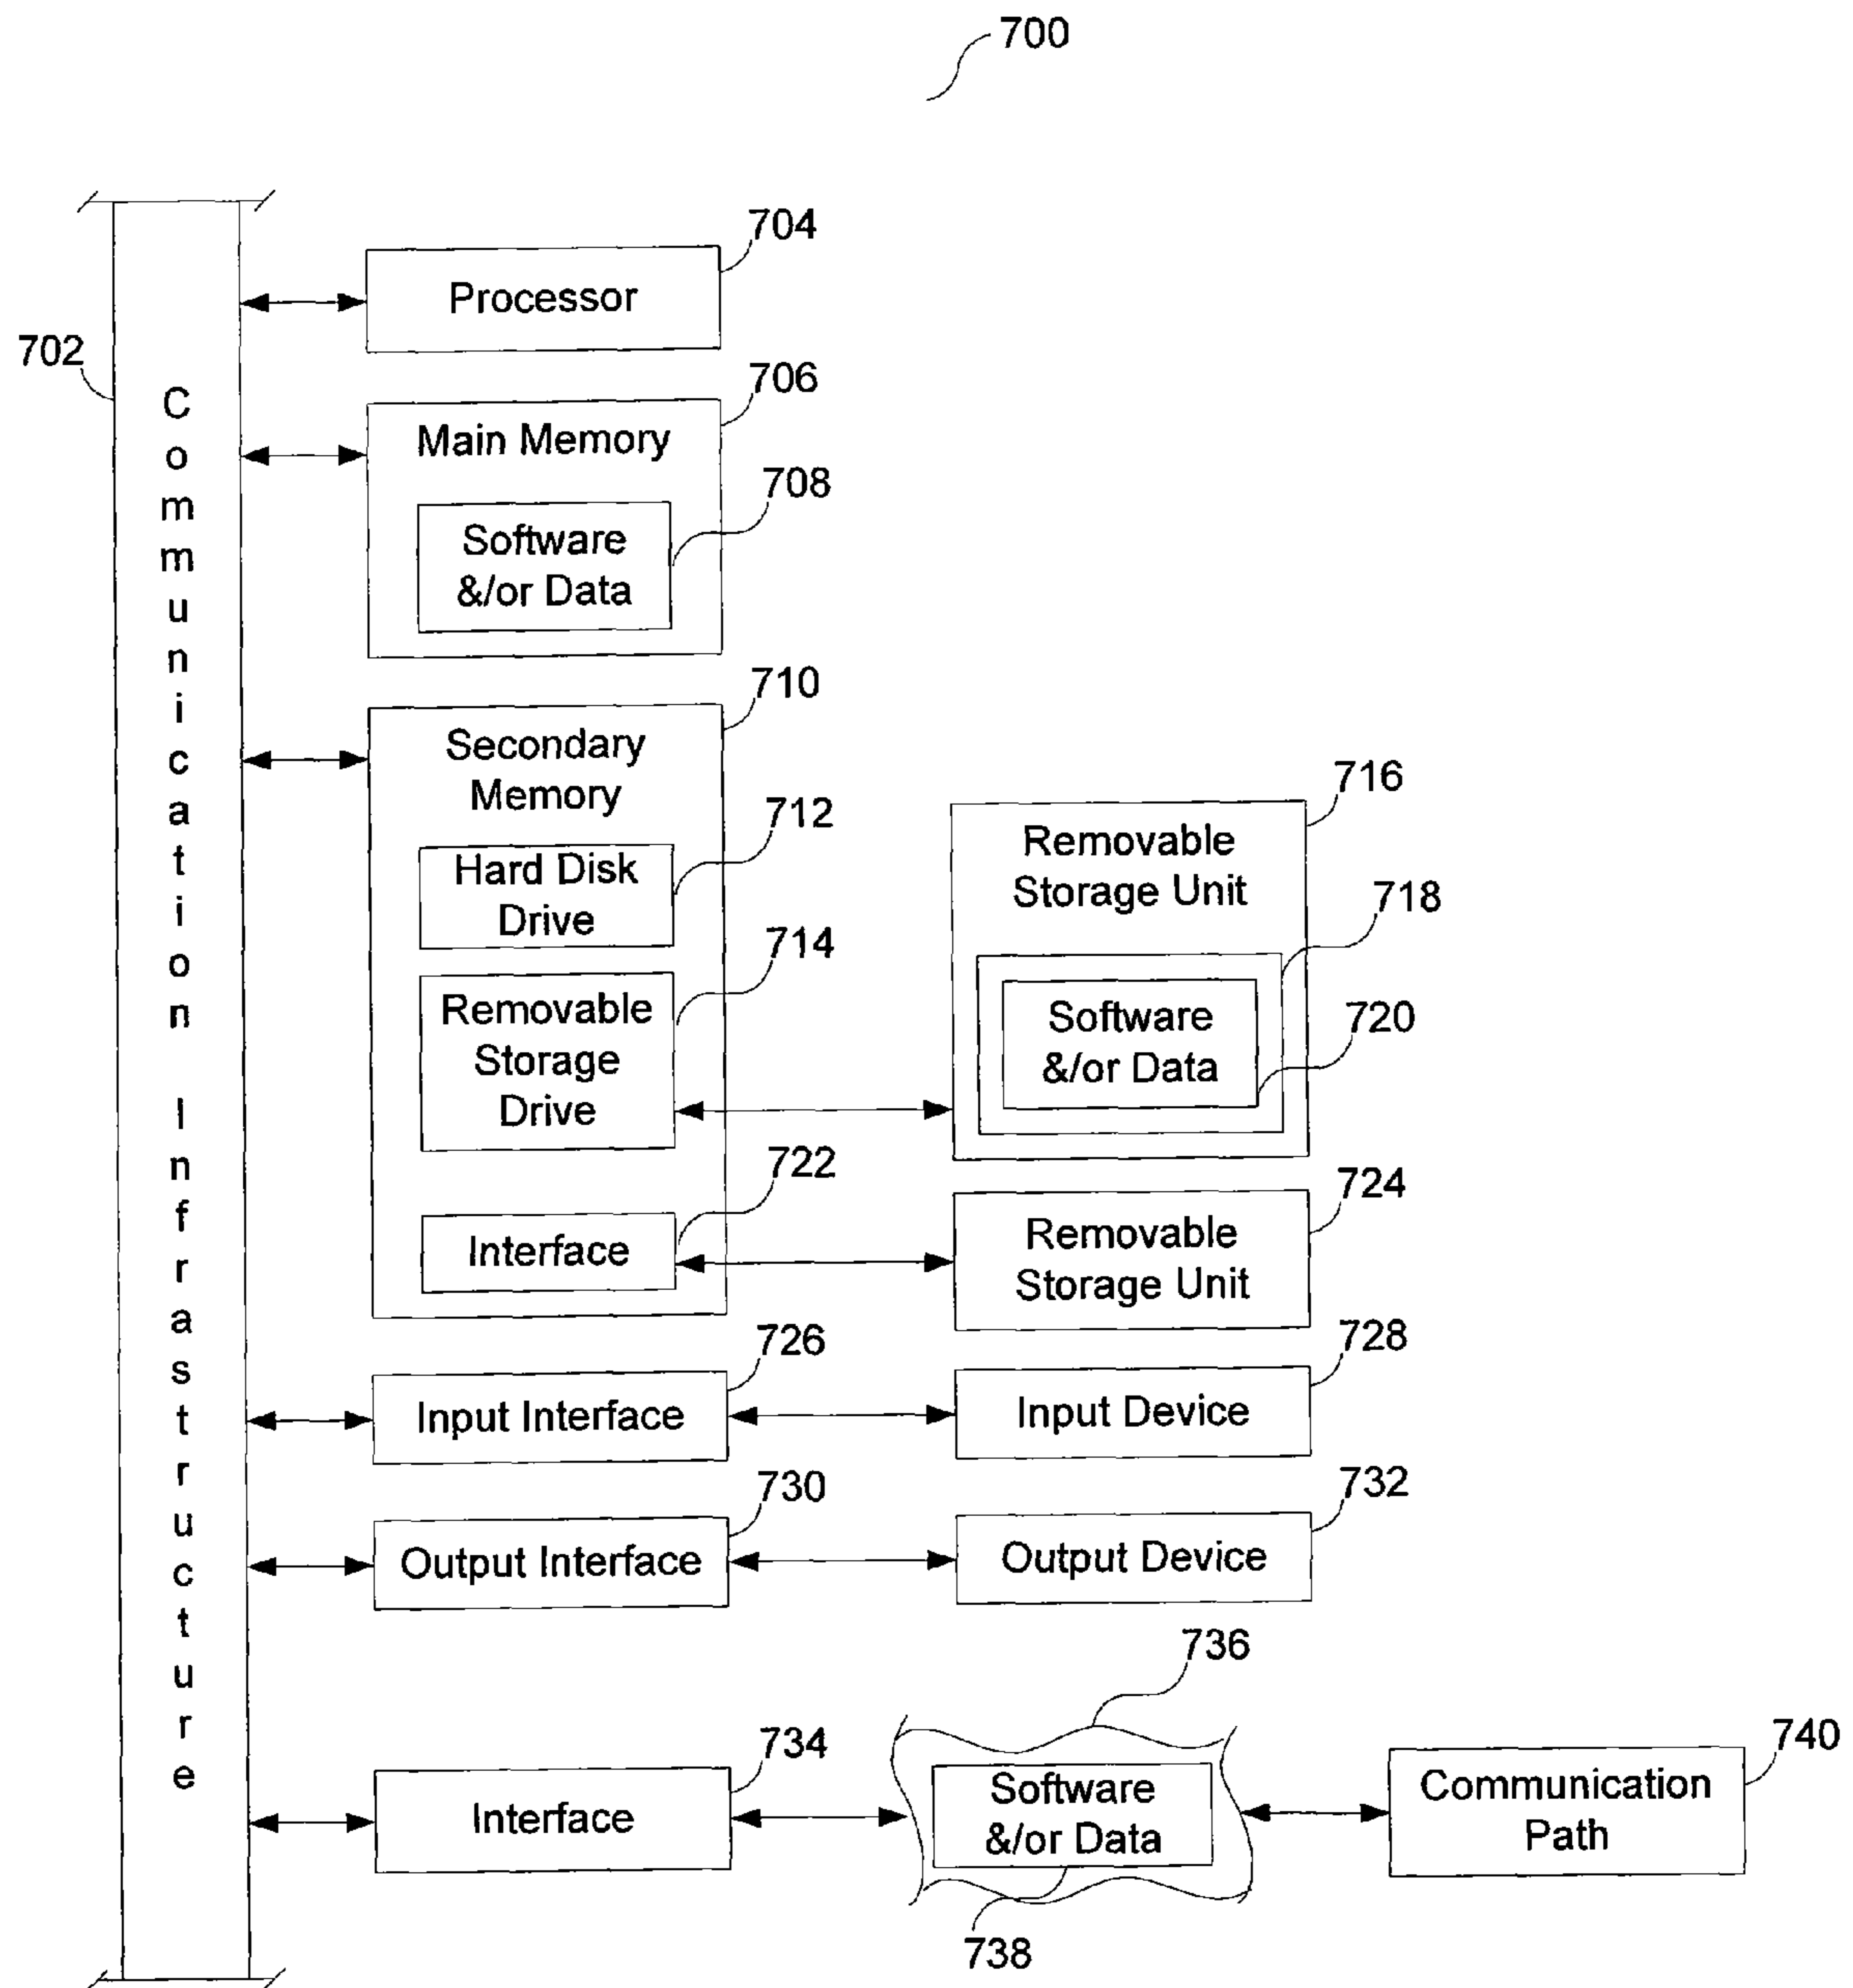 700
704
Processor
702
Communication Infrastructure
706
Main Memory
708
Software
&/or Data
710
Secondary
Memory
712
Hard Disk
Drive
714
Removable
Storage
Drive
716
Removable
Storage Unit
718
Software
&/or Data
720
722
Interface
724
Removable
Storage Unit
726
Input Interface
728
Input Device
730
Output Interface
732
Output Device
734
Interface
736
Software
&/or Data
738
740
Communication
Path